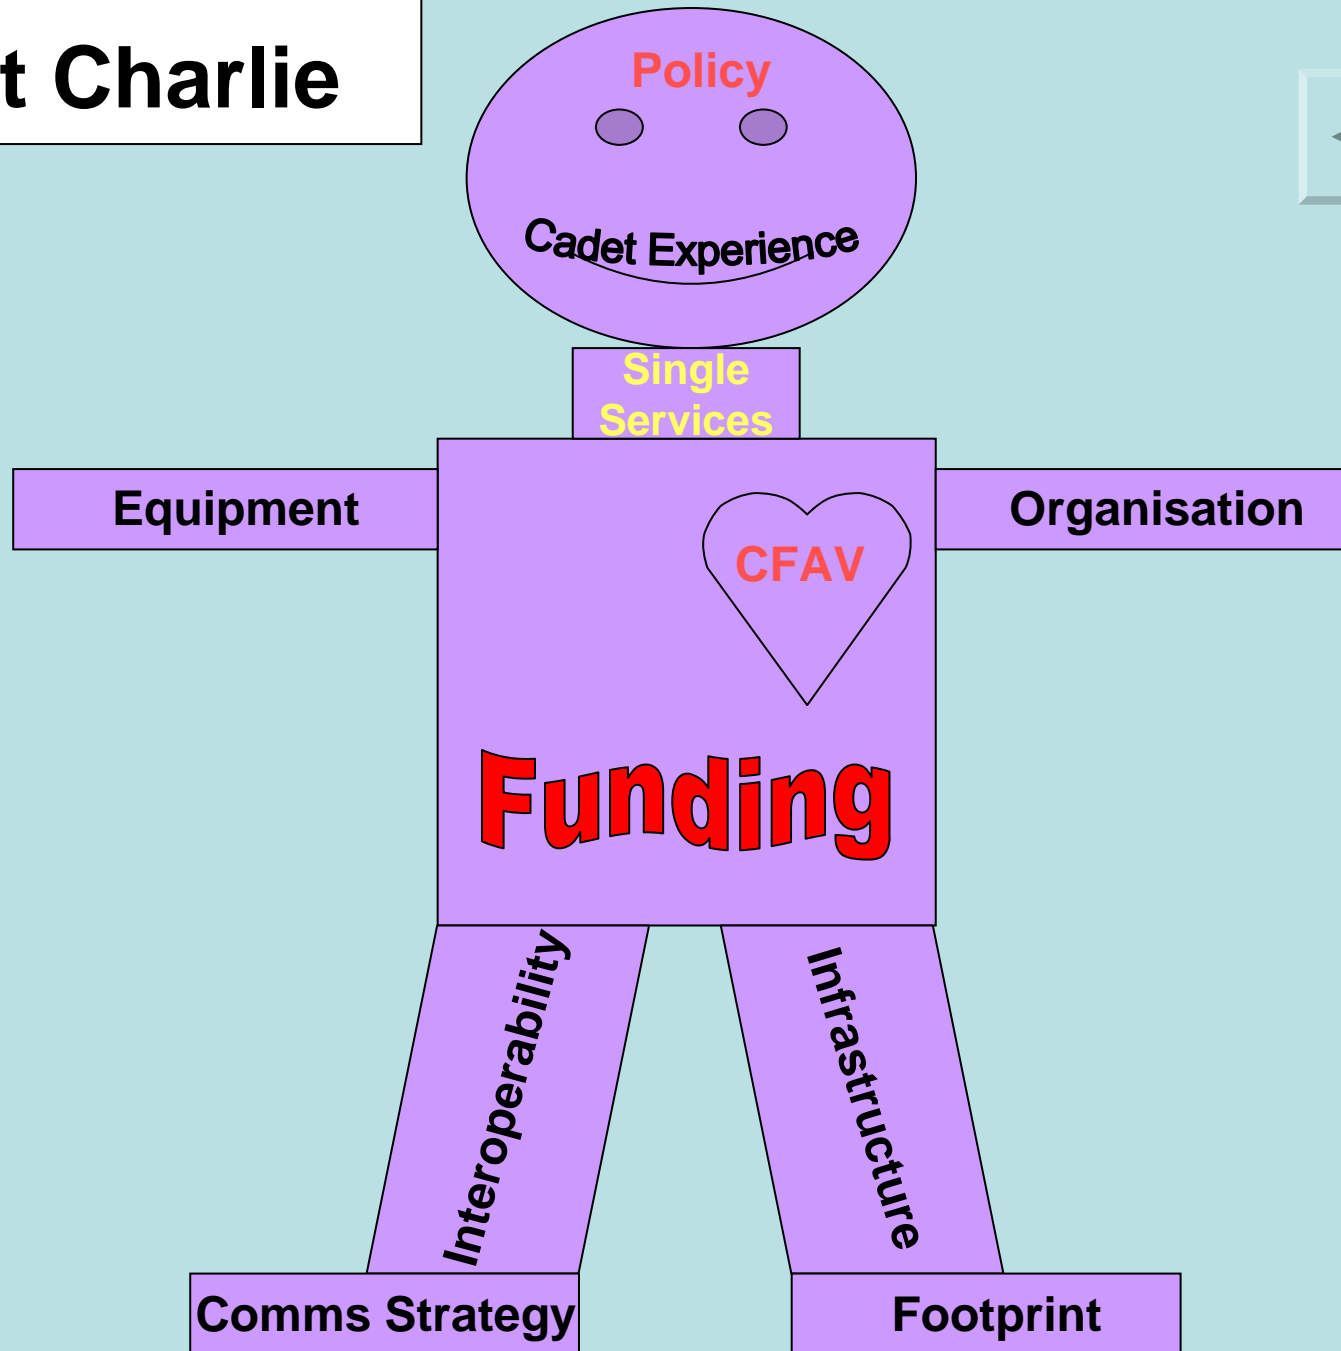 t Charlie
Policy
Cadet Experience
Single
Services
Equipment
Organisation
CFAV
Funding
Interoperability
Infrastructure
Comms Strategy
Footprint